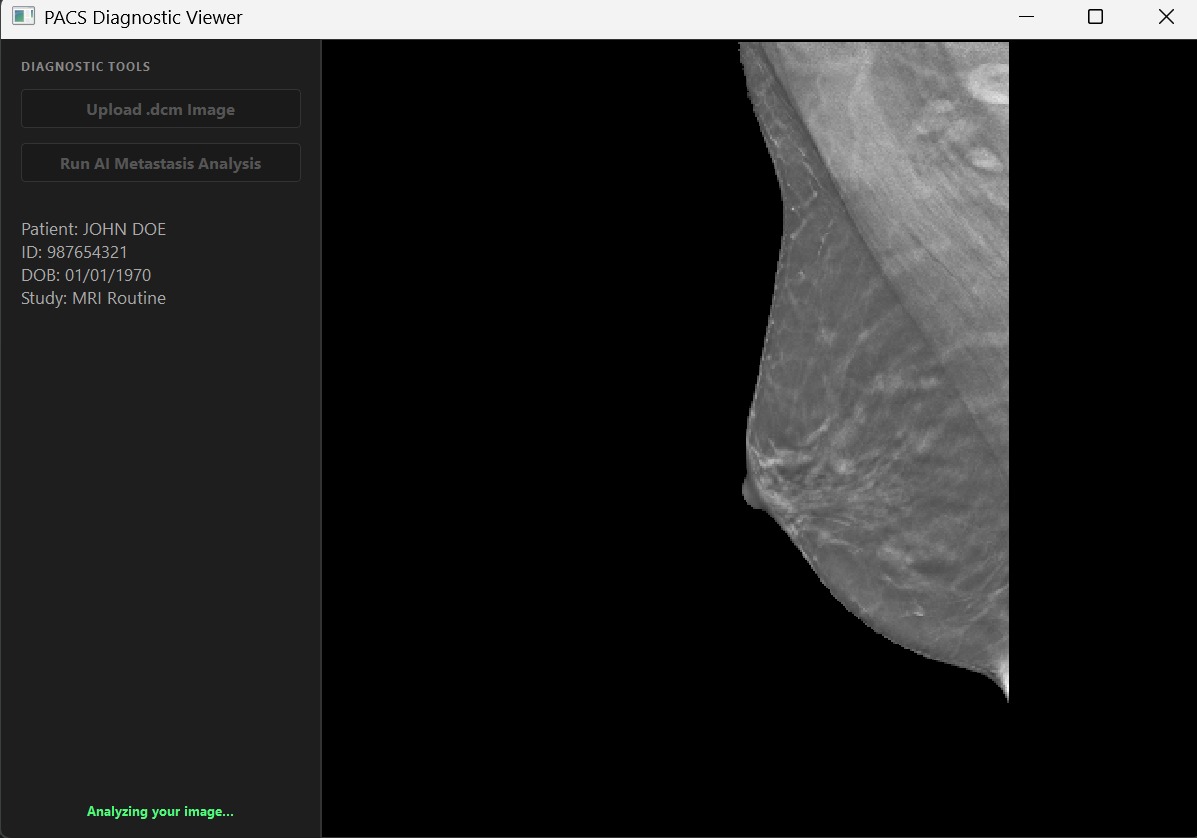 PACS Diagnostic Viewer
DIAGNOSTIC TOOLS
Upload .dcm Image
Run AI Metastasis Analysis
Patient: JOHN DOE
ID: 987654321
DOB: 01/01/1970
Study: MRI Routine
Analyzing your image...